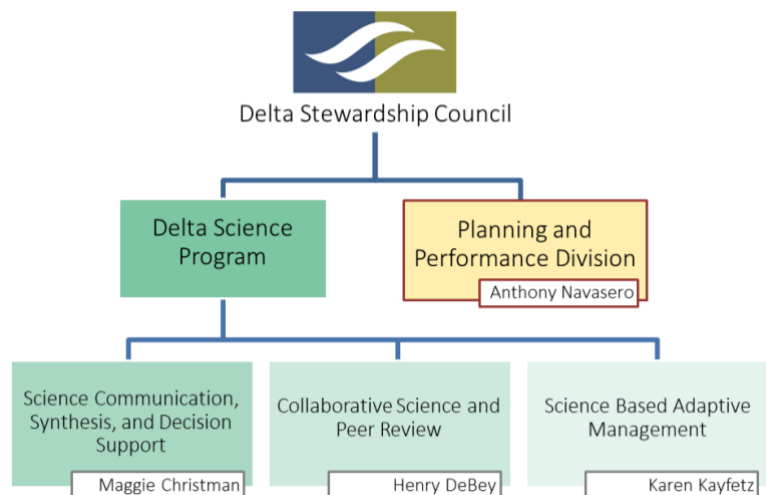 Delta Stewardship Council
Delta Science
Program
Planning and
Performance Division
Anthony Navasero
Science Communication,
Synthesis, and Decision
Support
Maggie Christman
Collaborative Science and
Peer Review
Henry DeBey
Science Based Adaptive
Management
Karen Kayfetz